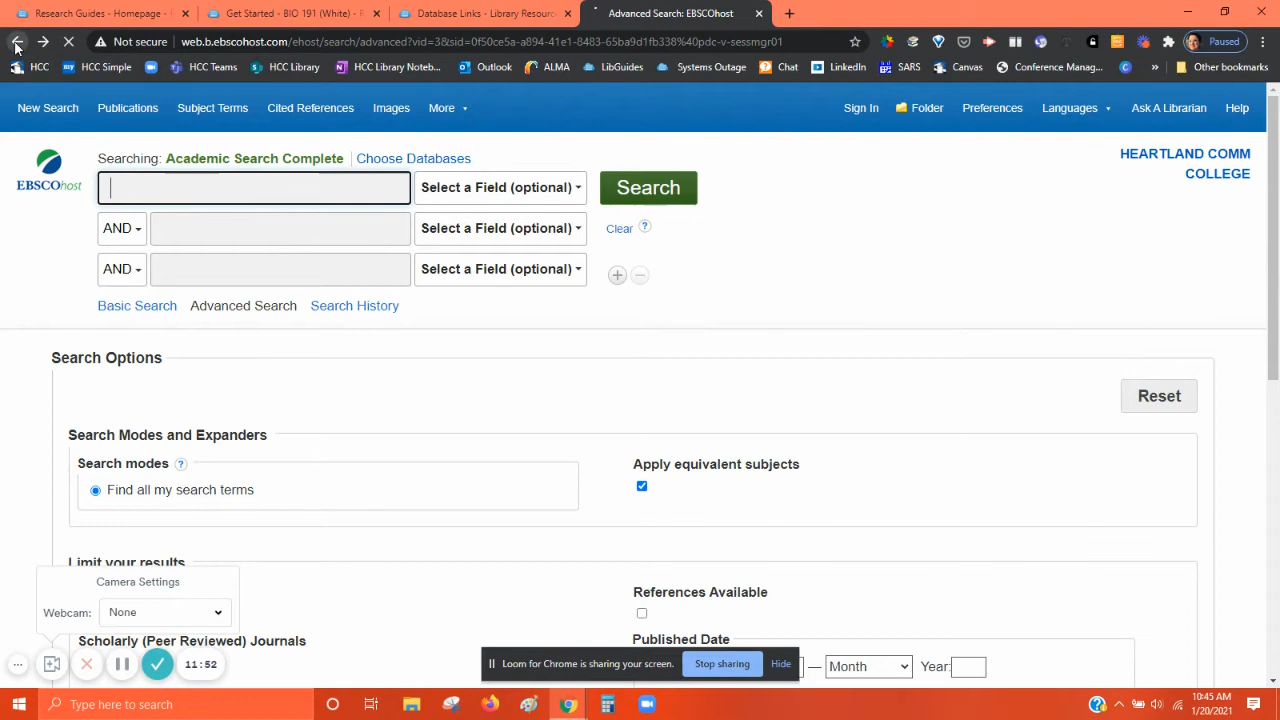 Research Guides - Homepage - × Get Started - BIO 191 (White) - R × Database Links - Library Resourc × Advanced Search: EBSCOhost × +
Not secure | web.b.ebscohost.com/ehost/search/advanced?vid=3&sid=0f50ce5a-a894-41e1-8483-65ba9d1fb338%40pdc-v-sessmgr01 Paused
HCC HCC Simple HCC Teams HCC Library HCC Library Noteb... Outlook ALMA LibGuides Systems Outage Chat LinkedIn SARS Canvas Conference Manag... » Other bookmarks
New Search Publications Subject Terms Cited References Images More Sign In Folder Preferences Languages Ask A Librarian Help
Searching: Academic Search Complete | Choose Databases
HEARTLAND COMM
COLLEGE
EBSCOhost
Select a Field (optional) Search
AND Select a Field (optional) Clear ?
AND Select a Field (optional) + −
Basic Search Advanced Search Search History
Search Options
Reset
Search Modes and Expanders
Search modes ? Apply equivalent subjects
Find all my search terms
Limit your results
Camera Settings
References Available
Webcam: None
Scholarly (Peer Reviewed) Journals Published Date
11:52 Loom for Chrome is sharing your screen. Stop sharing Hide — Month Year:
Type here to search
10:45 AM
1/20/2021